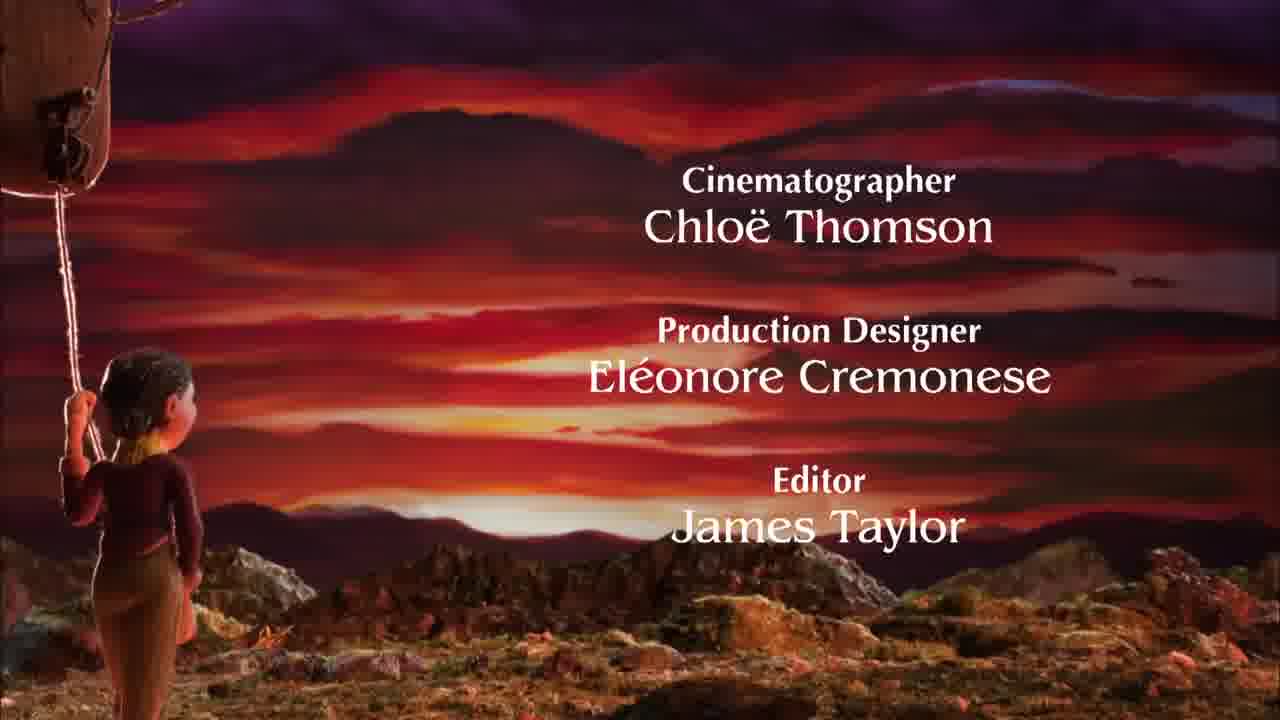 Cinematographer
Chloë Thomson
Production Designer
Eléonore Cremonese
Editor
James Taylor